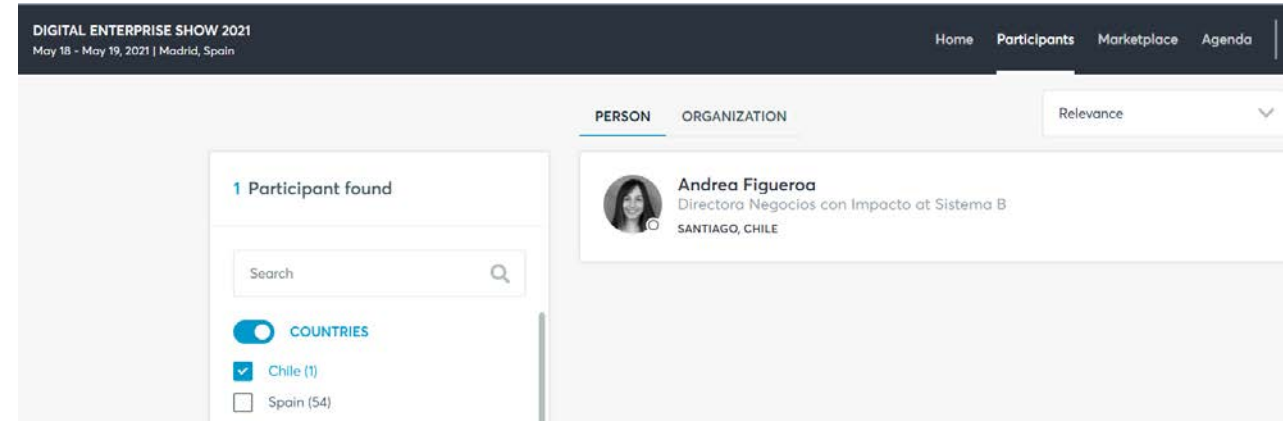 DIGITAL ENTERPRISE SHOW 2021
May 18 - May 19, 2021 | Madrid, Spain
Home Participants Marketplace Agenda
PERSON ORGANIZATION
Relevance
1 Participant found
Andrea Figueroa
Directora Negocios con Impacto at Sistema B
SANTIAGO, CHILE
Search
COUNTRIES
Chile (1)
Spain (54)